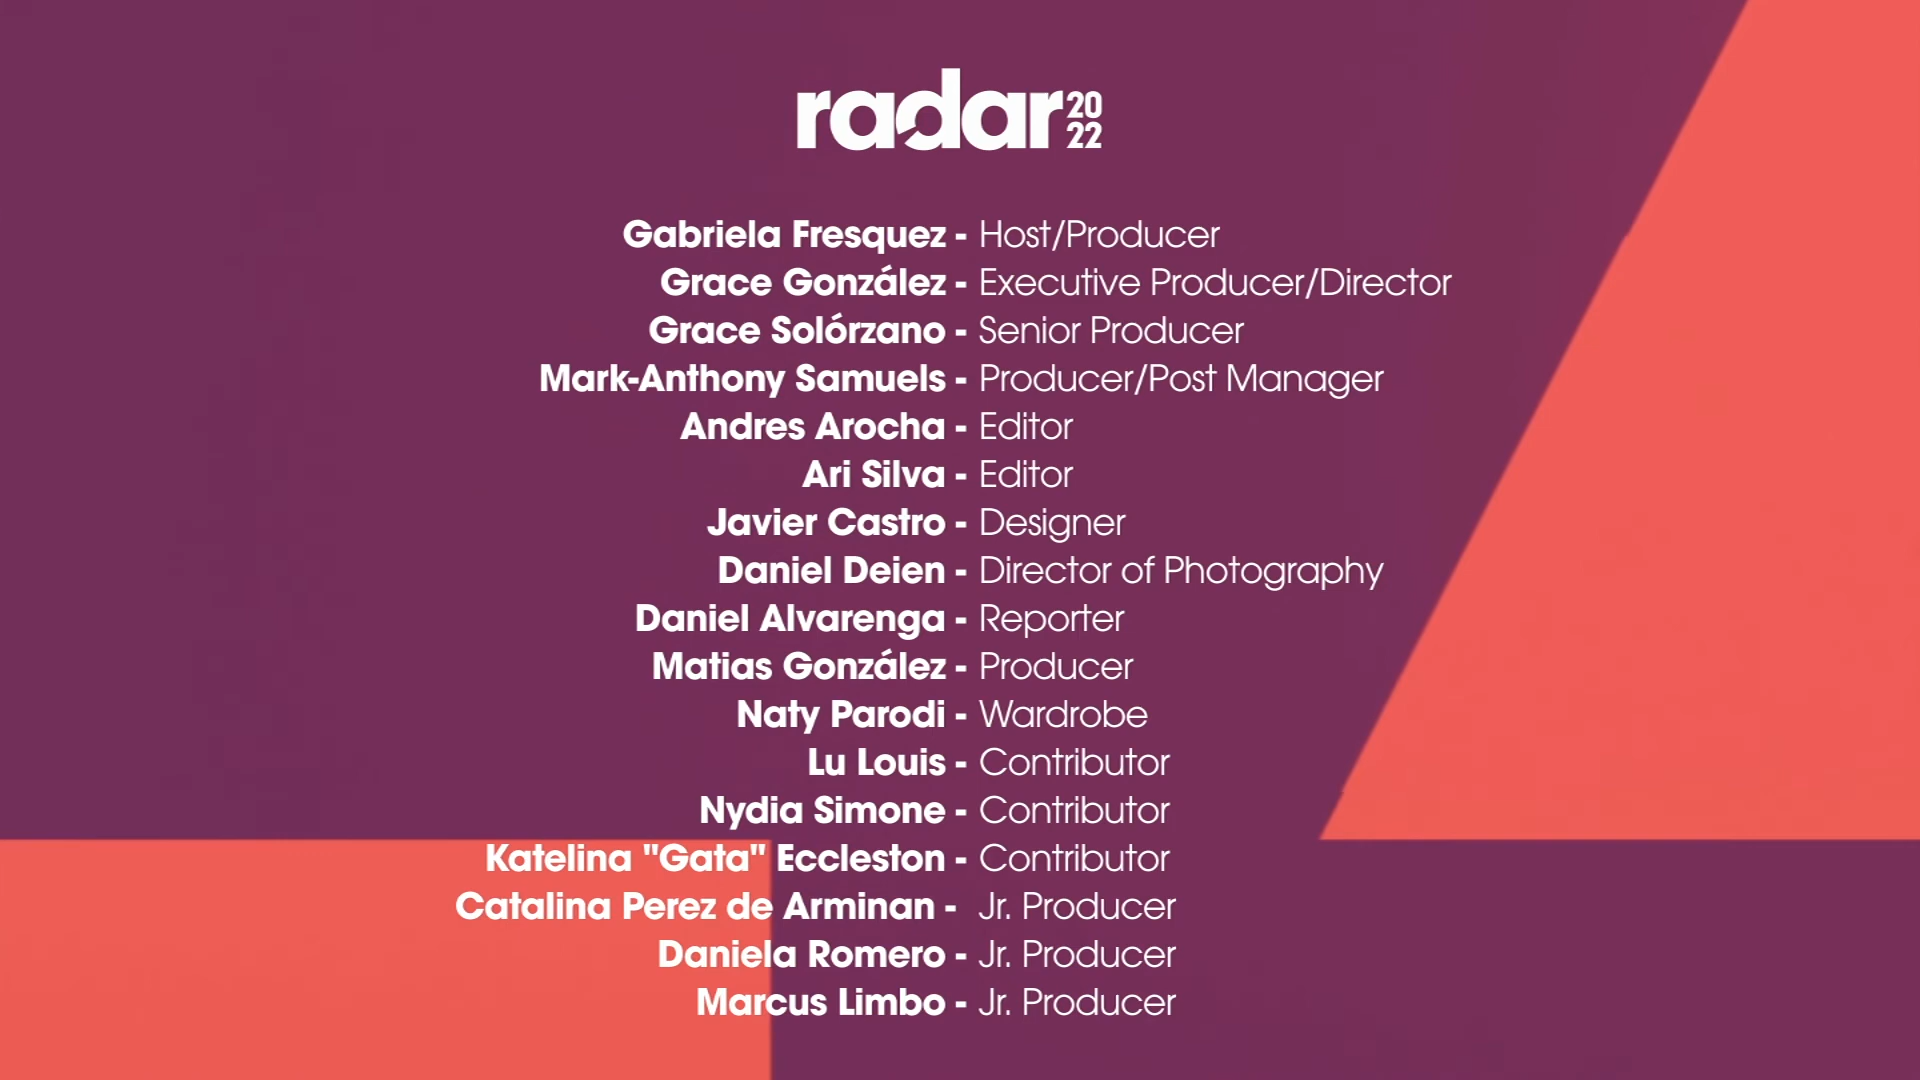 radar 20 22
Gabriela Fresquez - Host/Producer
Grace González - Executive Producer/Director
Grace Solórzano - Senior Producer
Mark-Anthony Samuels - Producer/Post Manager
Andres Arocha - Editor
Ari Silva - Editor
Javier Castro - Designer
Daniel Deien - Director of Photography
Daniel Alvarenga - Reporter
Matias González - Producer
Naty Parodi - Wardrobe
Lu Louis - Contributor
Nydia Simone - Contributor
Katelina "Gata" Eccleston - Contributor
Catalina Perez de Arminan - Jr. Producer
Daniela Romero - Jr. Producer
Marcus Limbo - Jr. Producer